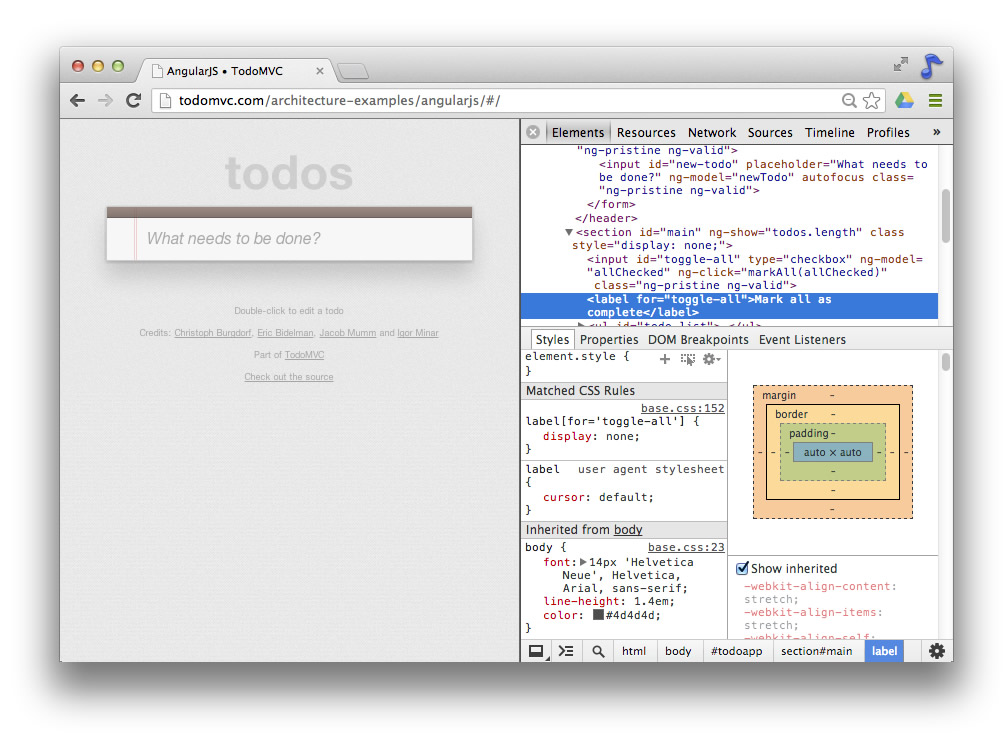 AngularJS • TodoMVC
todomvc.com/architecture-examples/angularjs/#/
todos
What needs to be done?
Double-click to edit a todo
Credits: Christoph Burgdorf, Eric Bidelman, Jacob Mumm and Igor Minar
Part of TodoMVC
Check out the source
Elements Resources Network Sources Timeline Profiles »
"ng-pristine ng-valid">
<input id="new-todo" placeholder="What needs to
be done?" ng-model="newTodo" autofocus class=
"ng-pristine ng-valid">
</form>
</header>
▼<section id="main" ng-show="todos.length" class
style="display: none;">
<input id="toggle-all" type="checkbox" ng-model=
"allChecked" ng-click="markAll(allChecked)"
class="ng-pristine ng-valid">
<label for="toggle-all">Mark all as
complete</label>
▶<ul id="todo-list">…</ul>
Styles Properties DOM Breakpoints Event Listeners
element.style {
}
Matched CSS Rules
base.css:152
label[for='toggle-all'] {
display: none;
}
label user agent stylesheet
{
cursor: default;
}
Inherited from body
body { base.css:23
font:▶14px 'Helvetica
Neue', Helvetica,
Arial, sans-serif;
line-height: 1.4em;
color: #4d4d4d;
}
margin -
border -
padding -
- - - auto × auto - - -
-
-
-
Show inherited
-webkit-align-content:
stretch;
-webkit-align-items:
stretch;
-webkit-align-self:
html body #todoapp section#main label